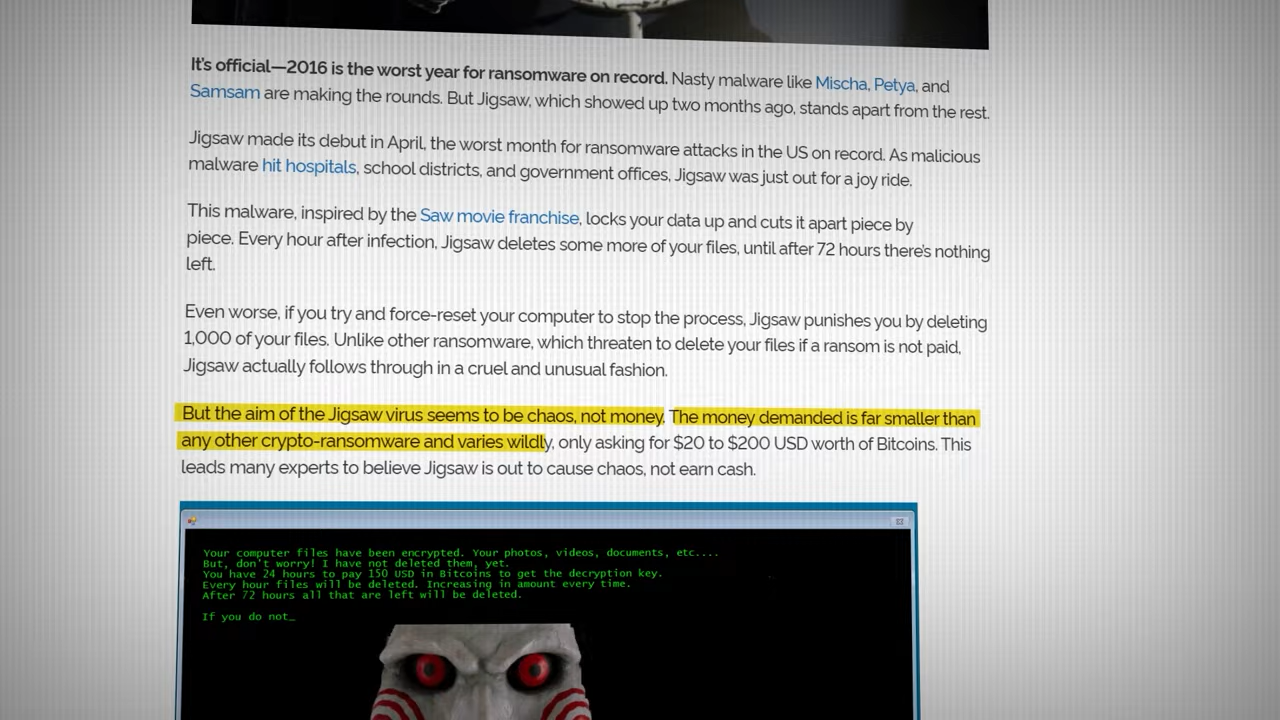 It's official—2016 is the worst year for ransomware on record. Nasty malware like Mischa, Petya, and
Samsam are making the rounds. But Jigsaw, which showed up two months ago, stands apart from the rest.
Jigsaw made its debut in April, the worst month for ransomware attacks in the US on record. As malicious
malware hit hospitals, school districts, and government offices, Jigsaw was just out for a joy ride.
This malware, inspired by the Saw movie franchise, locks your data up and cuts it apart piece by
piece. Every hour after infection, Jigsaw deletes some more of your files, until after 72 hours there's nothing
left.
Even worse, if you try and force-reset your computer to stop the process, Jigsaw punishes you by deleting
1,000 of your files. Unlike other ransomware, which threaten to delete your files if a ransom is not paid,
Jigsaw actually follows through in a cruel and unusual fashion.
But the aim of the Jigsaw virus seems to be chaos, not money. The money demanded is far smaller than
any other crypto-ransomware and varies wildly, only asking for $20 to $200 USD worth of Bitcoins. This
leads many experts to believe Jigsaw is out to cause chaos, not earn cash.
Your computer files have been encrypted. Your photos, videos, documents, etc....
But, don't worry! I have not deleted them, yet.
You have 24 hours to pay 150 USD in Bitcoins to get the decryption key.
Every hour files will be deleted. Increasing in amount every time.
After 72 hours all that are left will be deleted.
If you do not_